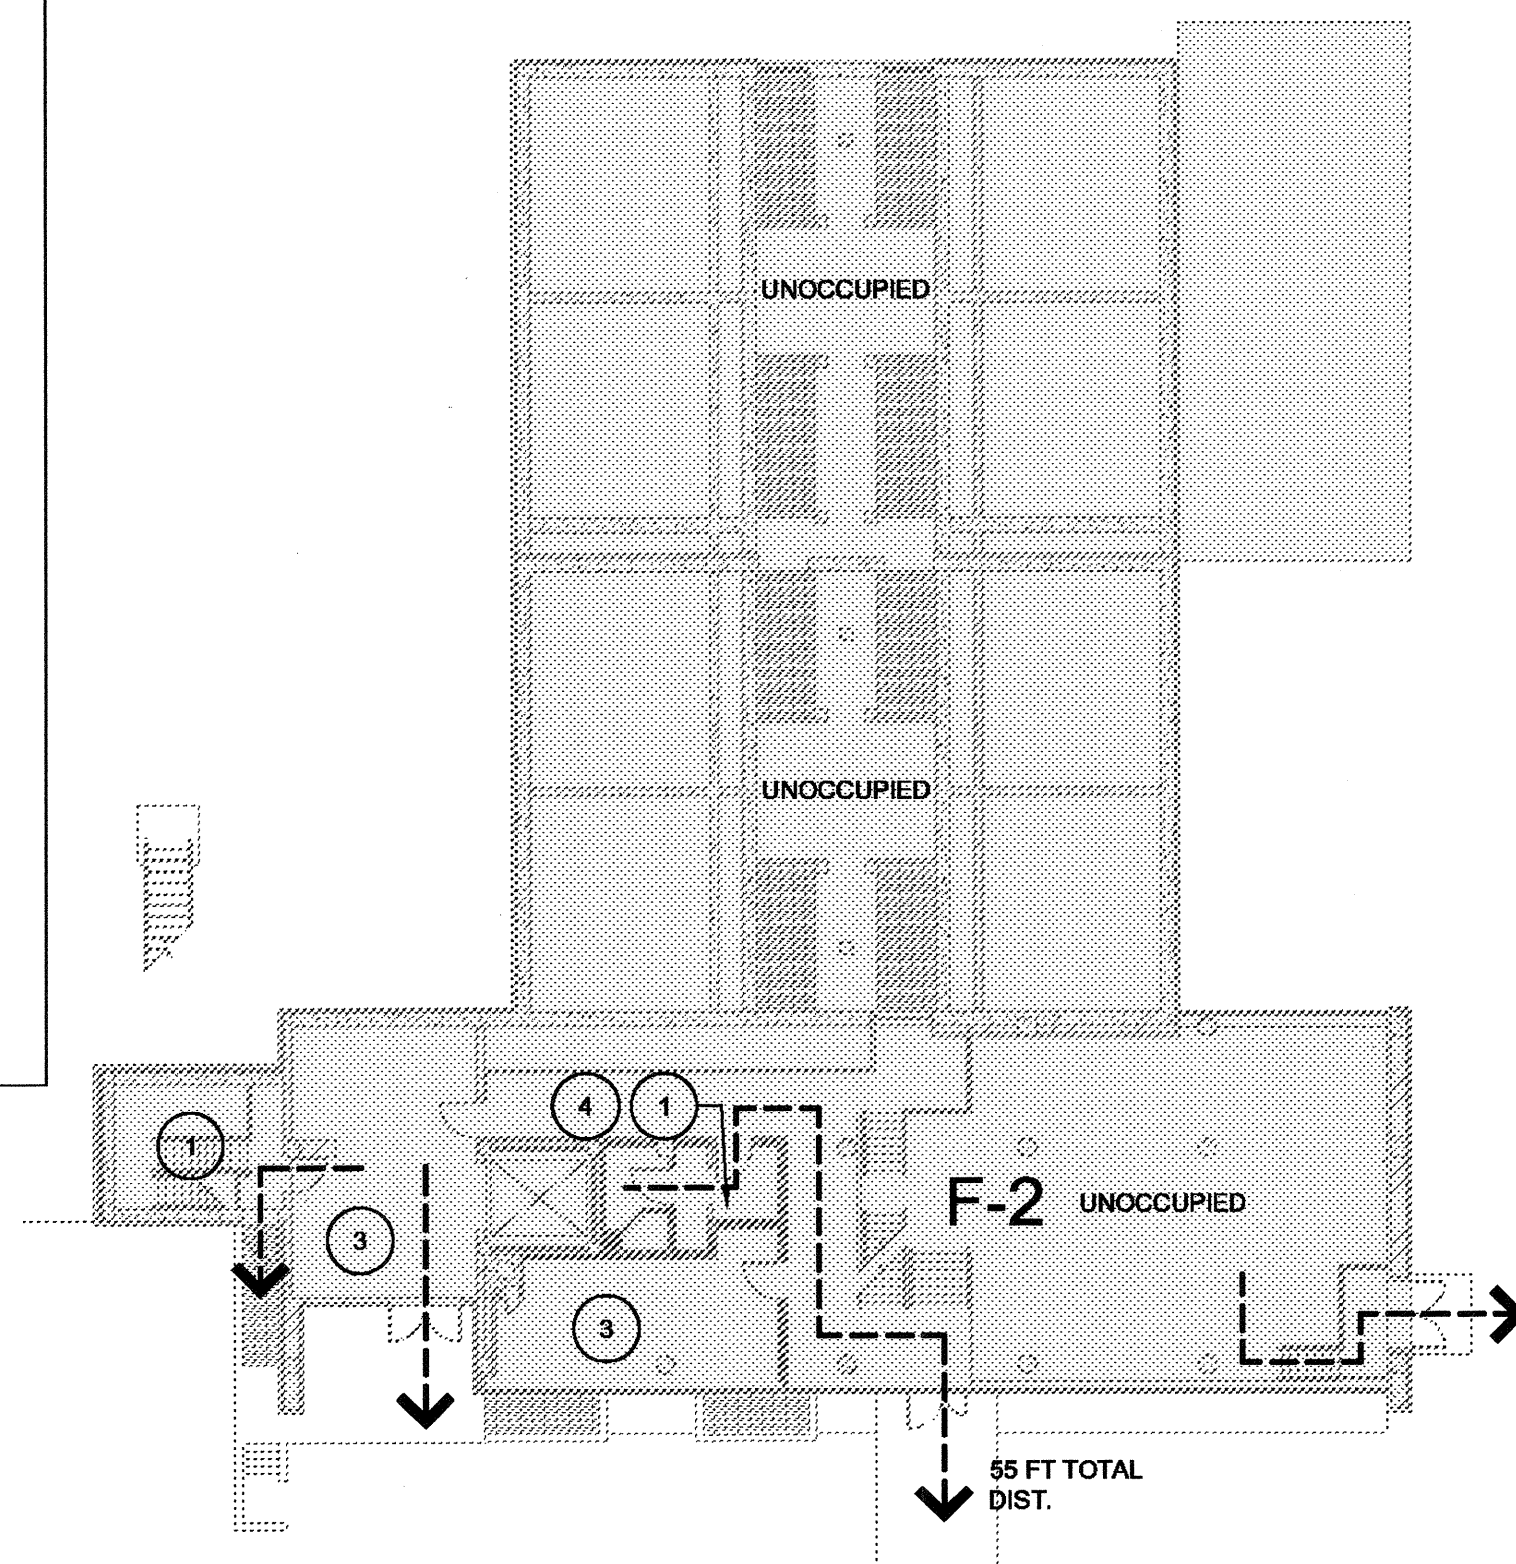 UNOCCUPIED
UNOCCUPIED
4 1
1
F-2 UNOCCUPIED
3
3
55 FT TOTAL
DIST.